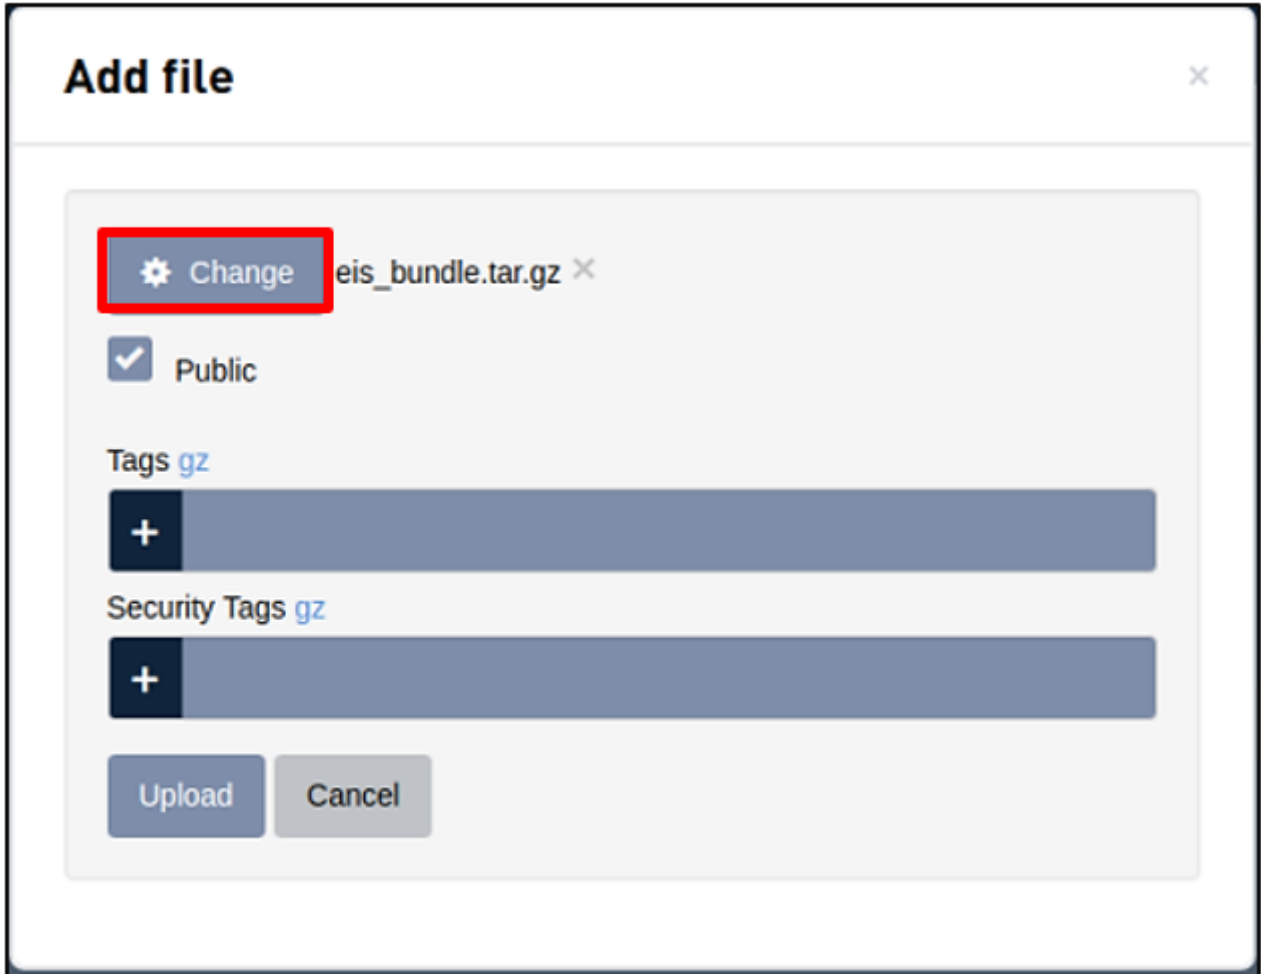 Add file
Change eis_bundle.tar.gz
Public
Tags gz
+
Security Tags gz
+
Upload Cancel